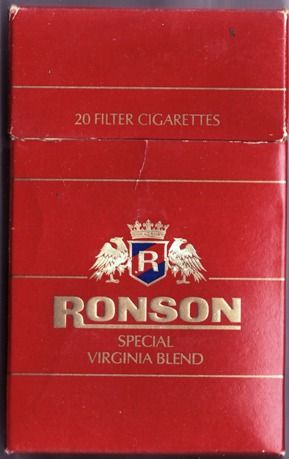 20 FILTER CIGARETTES
R
RONSON
SPECIAL
VIRGINIA BLEND